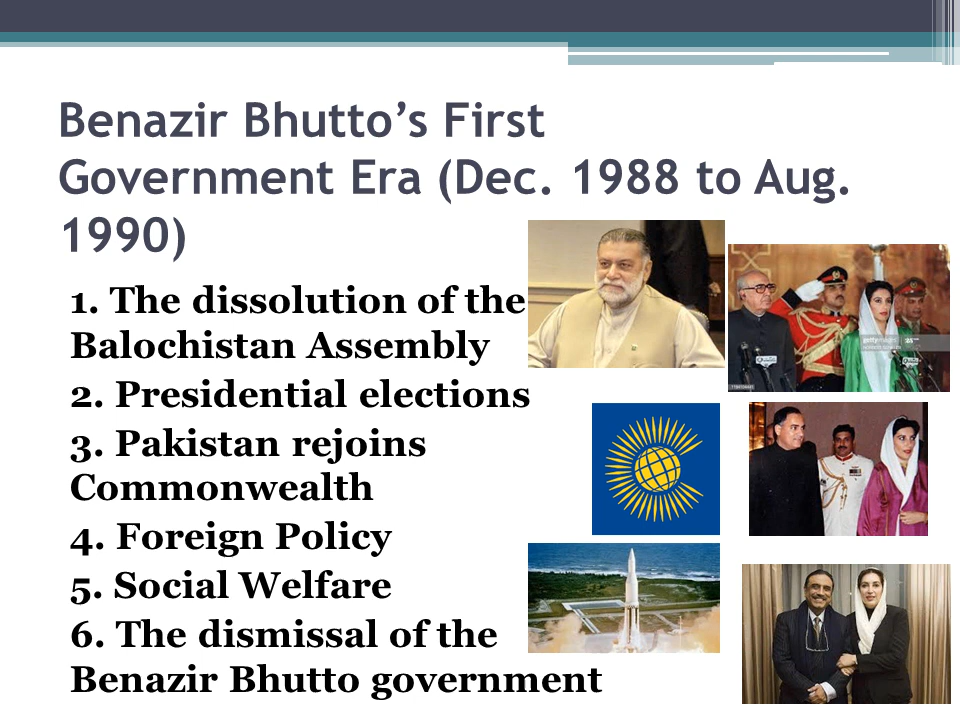 Benazir Bhutto’s First
Government Era (Dec. 1988 to Aug.
1990)
1. The dissolution of the
Balochistan Assembly
2. Presidential elections
3. Pakistan rejoins
Commonwealth
4. Foreign Policy
5. Social Welfare
6. The dismissal of the
Benazir Bhutto government
gettyimages